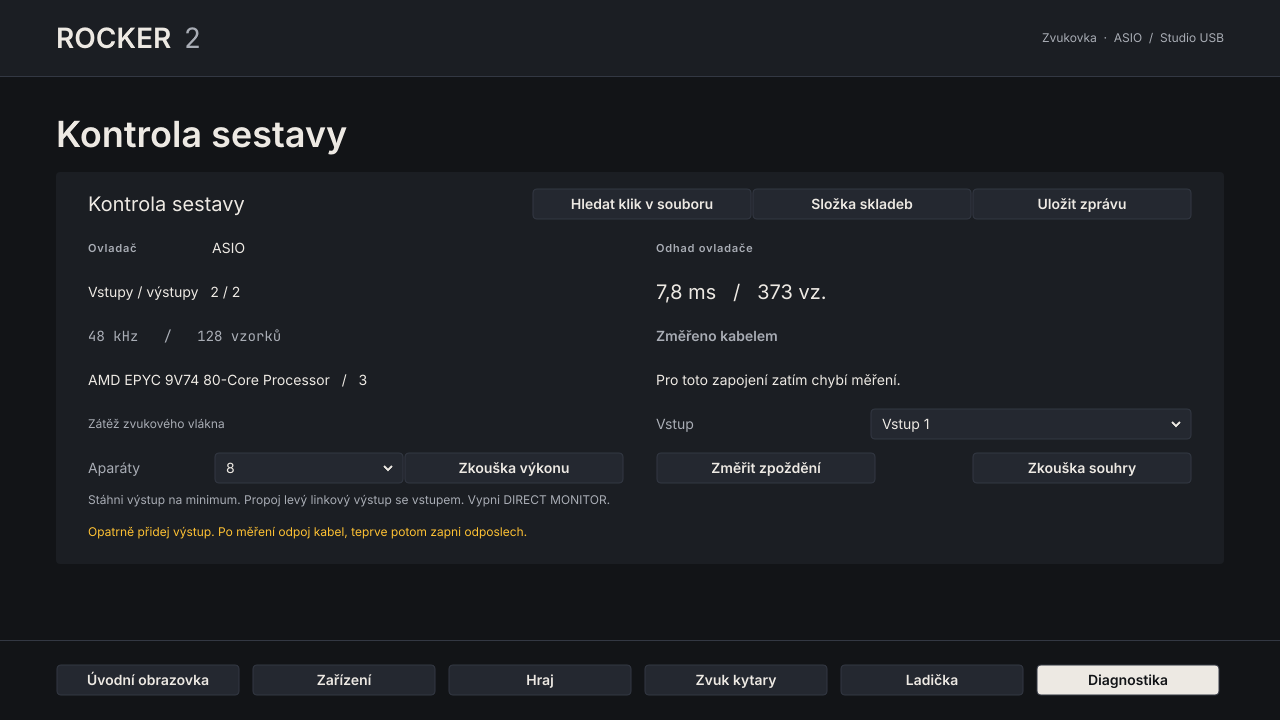 ROCKER 2
Zvukovka · ASIO / Studio USB
Kontrola sestavy
Kontrola sestavy
Hledat klik v souboru
Složka skladeb
Uložit zprávu
Ovladač ASIO
Odhad ovladače
Vstupy / výstupy 2 / 2
7,8 ms / 373 vz.
48 kHz / 128 vzorků
Změřeno kabelem
AMD EPYC 9V74 80-Core Processor / 3
Pro toto zapojení zatím chybí měření.
Zátěž zvukového vlákna
Vstup
Vstup 1
Aparáty
8
Zkouška výkonu
Změřit zpoždění
Zkouška souhry
Stáhni výstup na minimum. Propoj levý linkový výstup se vstupem. Vypni DIRECT MONITOR.
Opatrně přidej výstup. Po měření odpoj kabel, teprve potom zapni odposlech.
Úvodní obrazovka
Zařízení
Hraj
Zvuk kytary
Ladička
Diagnostika